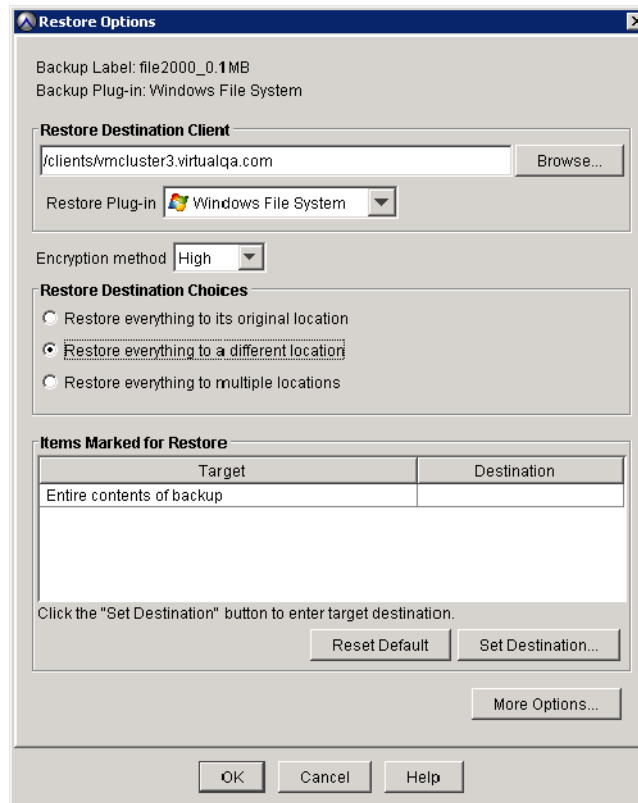 Restore Options
Backup Label: file2000_0.1MB
Backup Plug-in: Windows File System
Restore Destination Client
/clients/vmcluster3.virtualqa.com
Browse...
Restore Plug-in Windows File System
Encryption method High
Restore Destination Choices
Restore everything to its original location
Restore everything to a different location
Restore everything to multiple locations
Items Marked for Restore
Target Destination
Entire contents of backup
Click the "Set Destination" button to enter target destination.
Reset Default Set Destination...
More Options...
OK Cancel Help